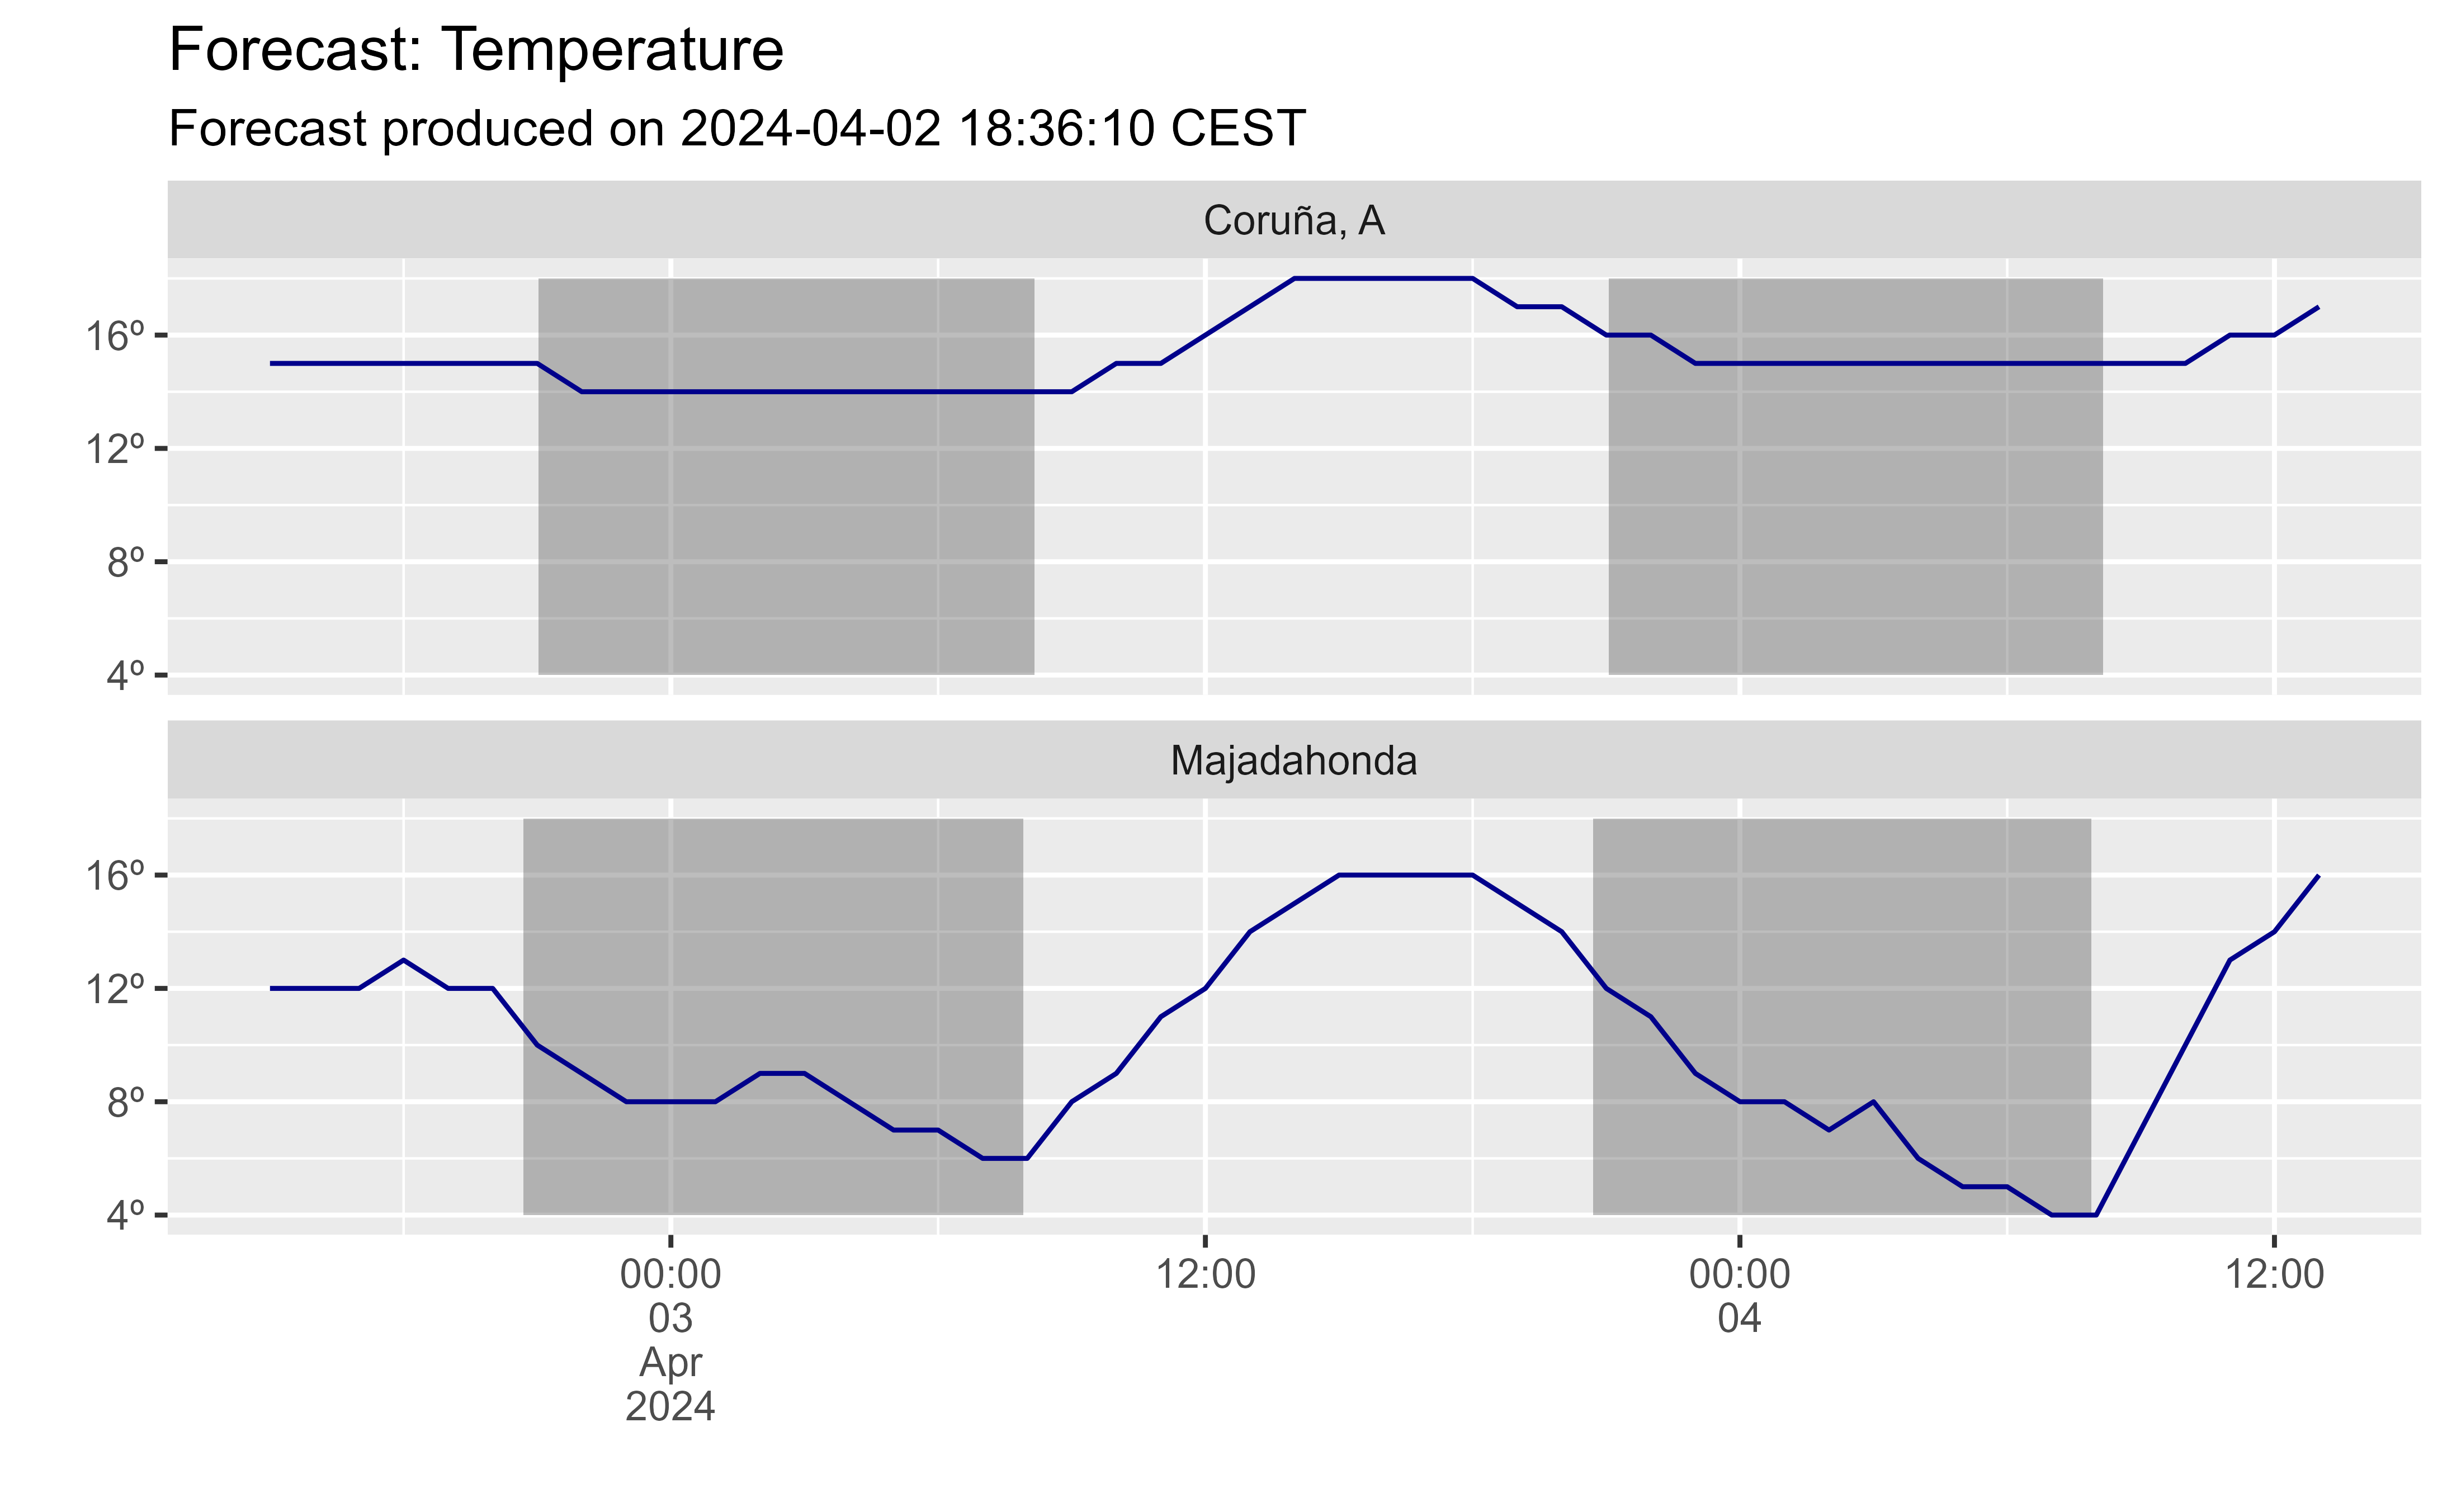 Forecast: Temperature
Forecast produced on 2024-04-02 18:36:10 CEST
Coruña, A
16º
12º
8º
4º
Majadahonda
16º
12º
8º
4º
00:00 12:00 00:00 12:00
03 04
Apr
2024